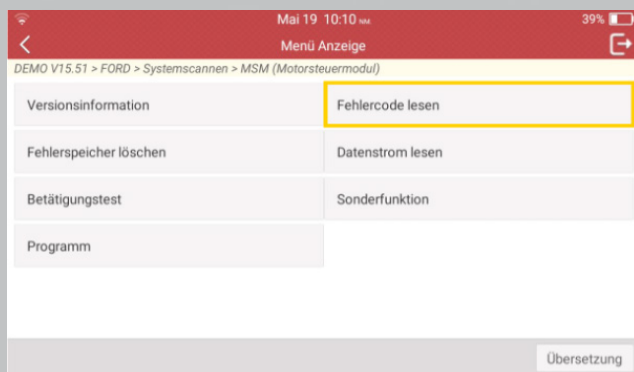 Mai 19 10:10 NM.
39%
Menü Anzeige
DEMO V15.51 > FORD > Systemscannen > MSM (Motorsteuermodul)
Versionsinformation
Fehlercode lesen
Fehlerspeicher löschen
Datenstrom lesen
Betätigungstest
Sonderfunktion
Programm
Übersetzung